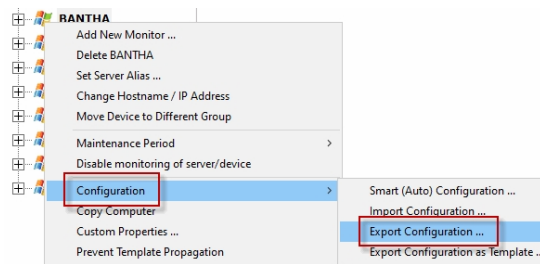 BANTHA
Add New Monitor ...
Delete BANTHA
Set Server Alias ...
Change Hostname / IP Address
Move Device to Different Group
Maintenance Period
Disable monitoring of server/device
Configuration
Smart (Auto) Configuration ...
Copy Computer
Import Configuration ...
Custom Properties ...
Export Configuration ...
Prevent Template Propagation
Export Configuration as Template ..